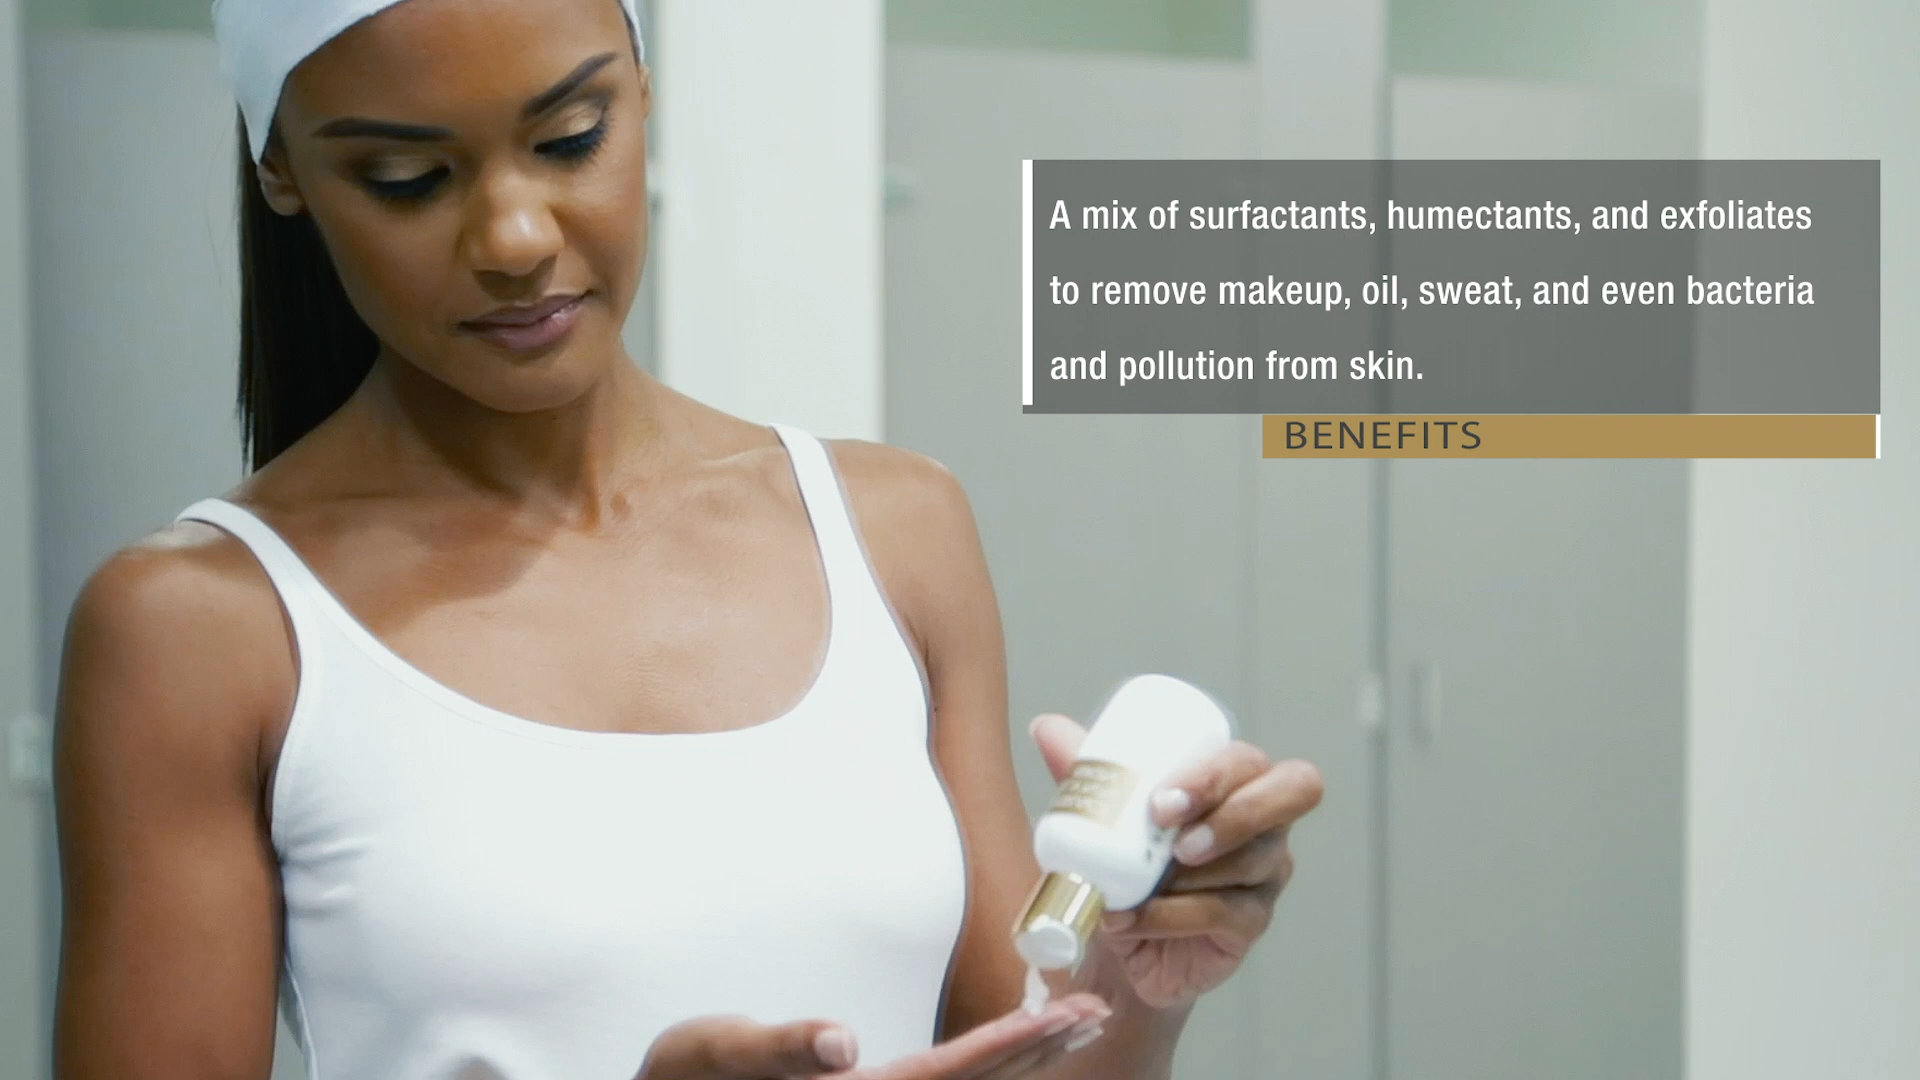 A mix of surfactants, humectants, and exfoliates
to remove makeup, oil, sweat, and even bacteria
and pollution from skin.
BENEFITS